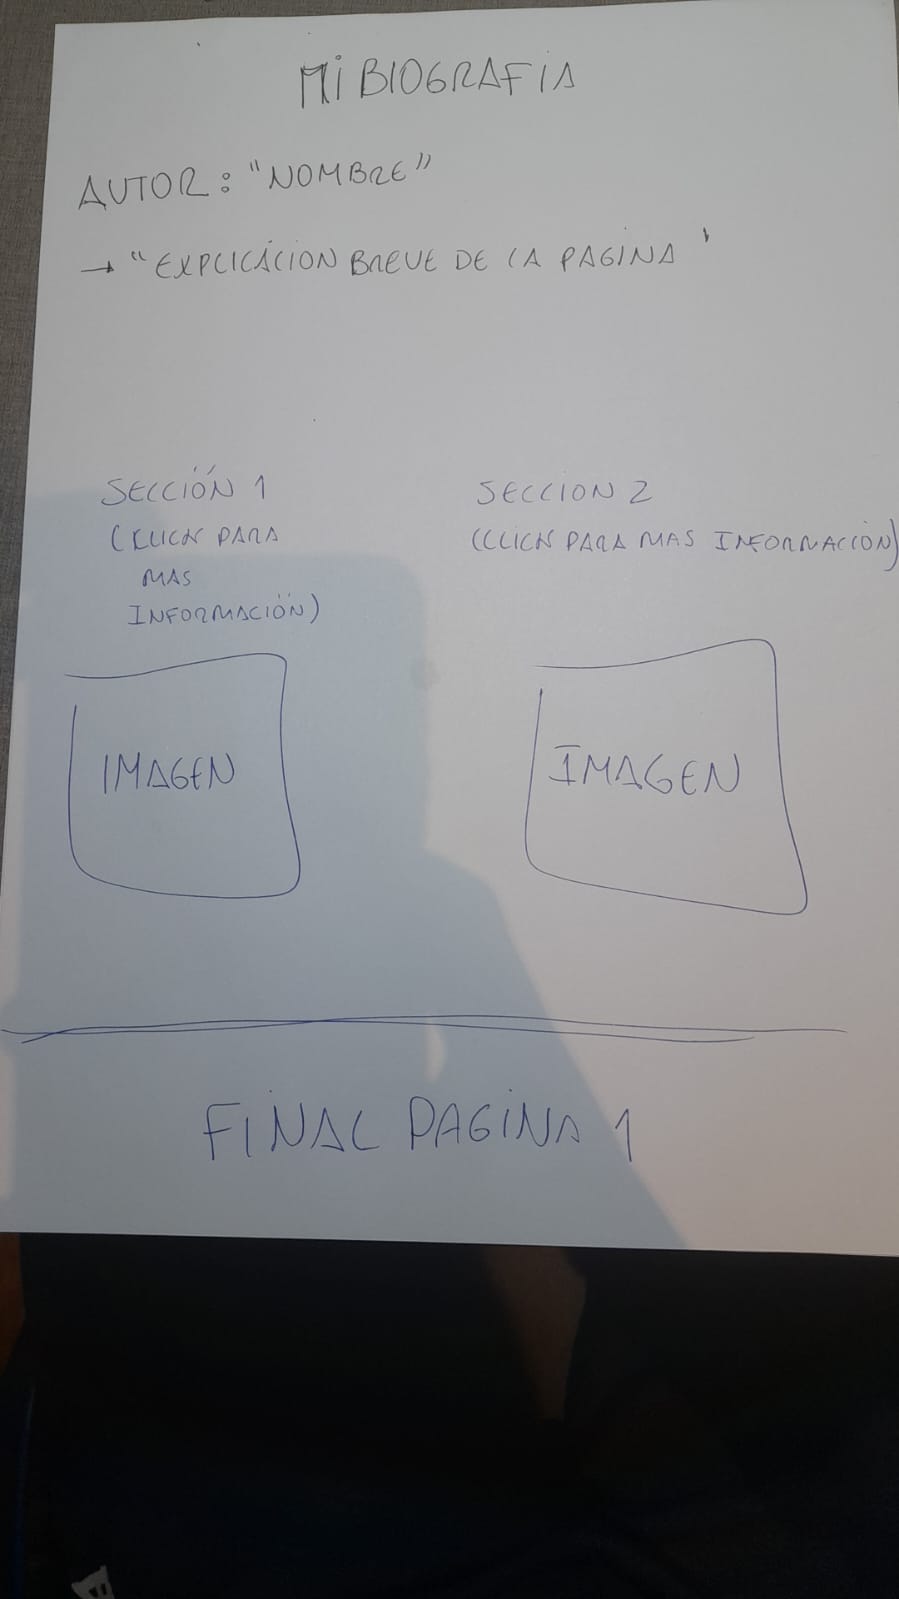 MI BIOGRAFIA
AUTOR: "NOMBRE"
→ "EXPLICACION BREVE DE LA PAGINA '
SECCIÓN 1
(CLICK PARA
MAS
INFORMACIÓN)
SECCION 2
(CLICK PARA MAS INFORMACIÓN)
IMAGEN
IMAGEN
FINAL PAGINA 1